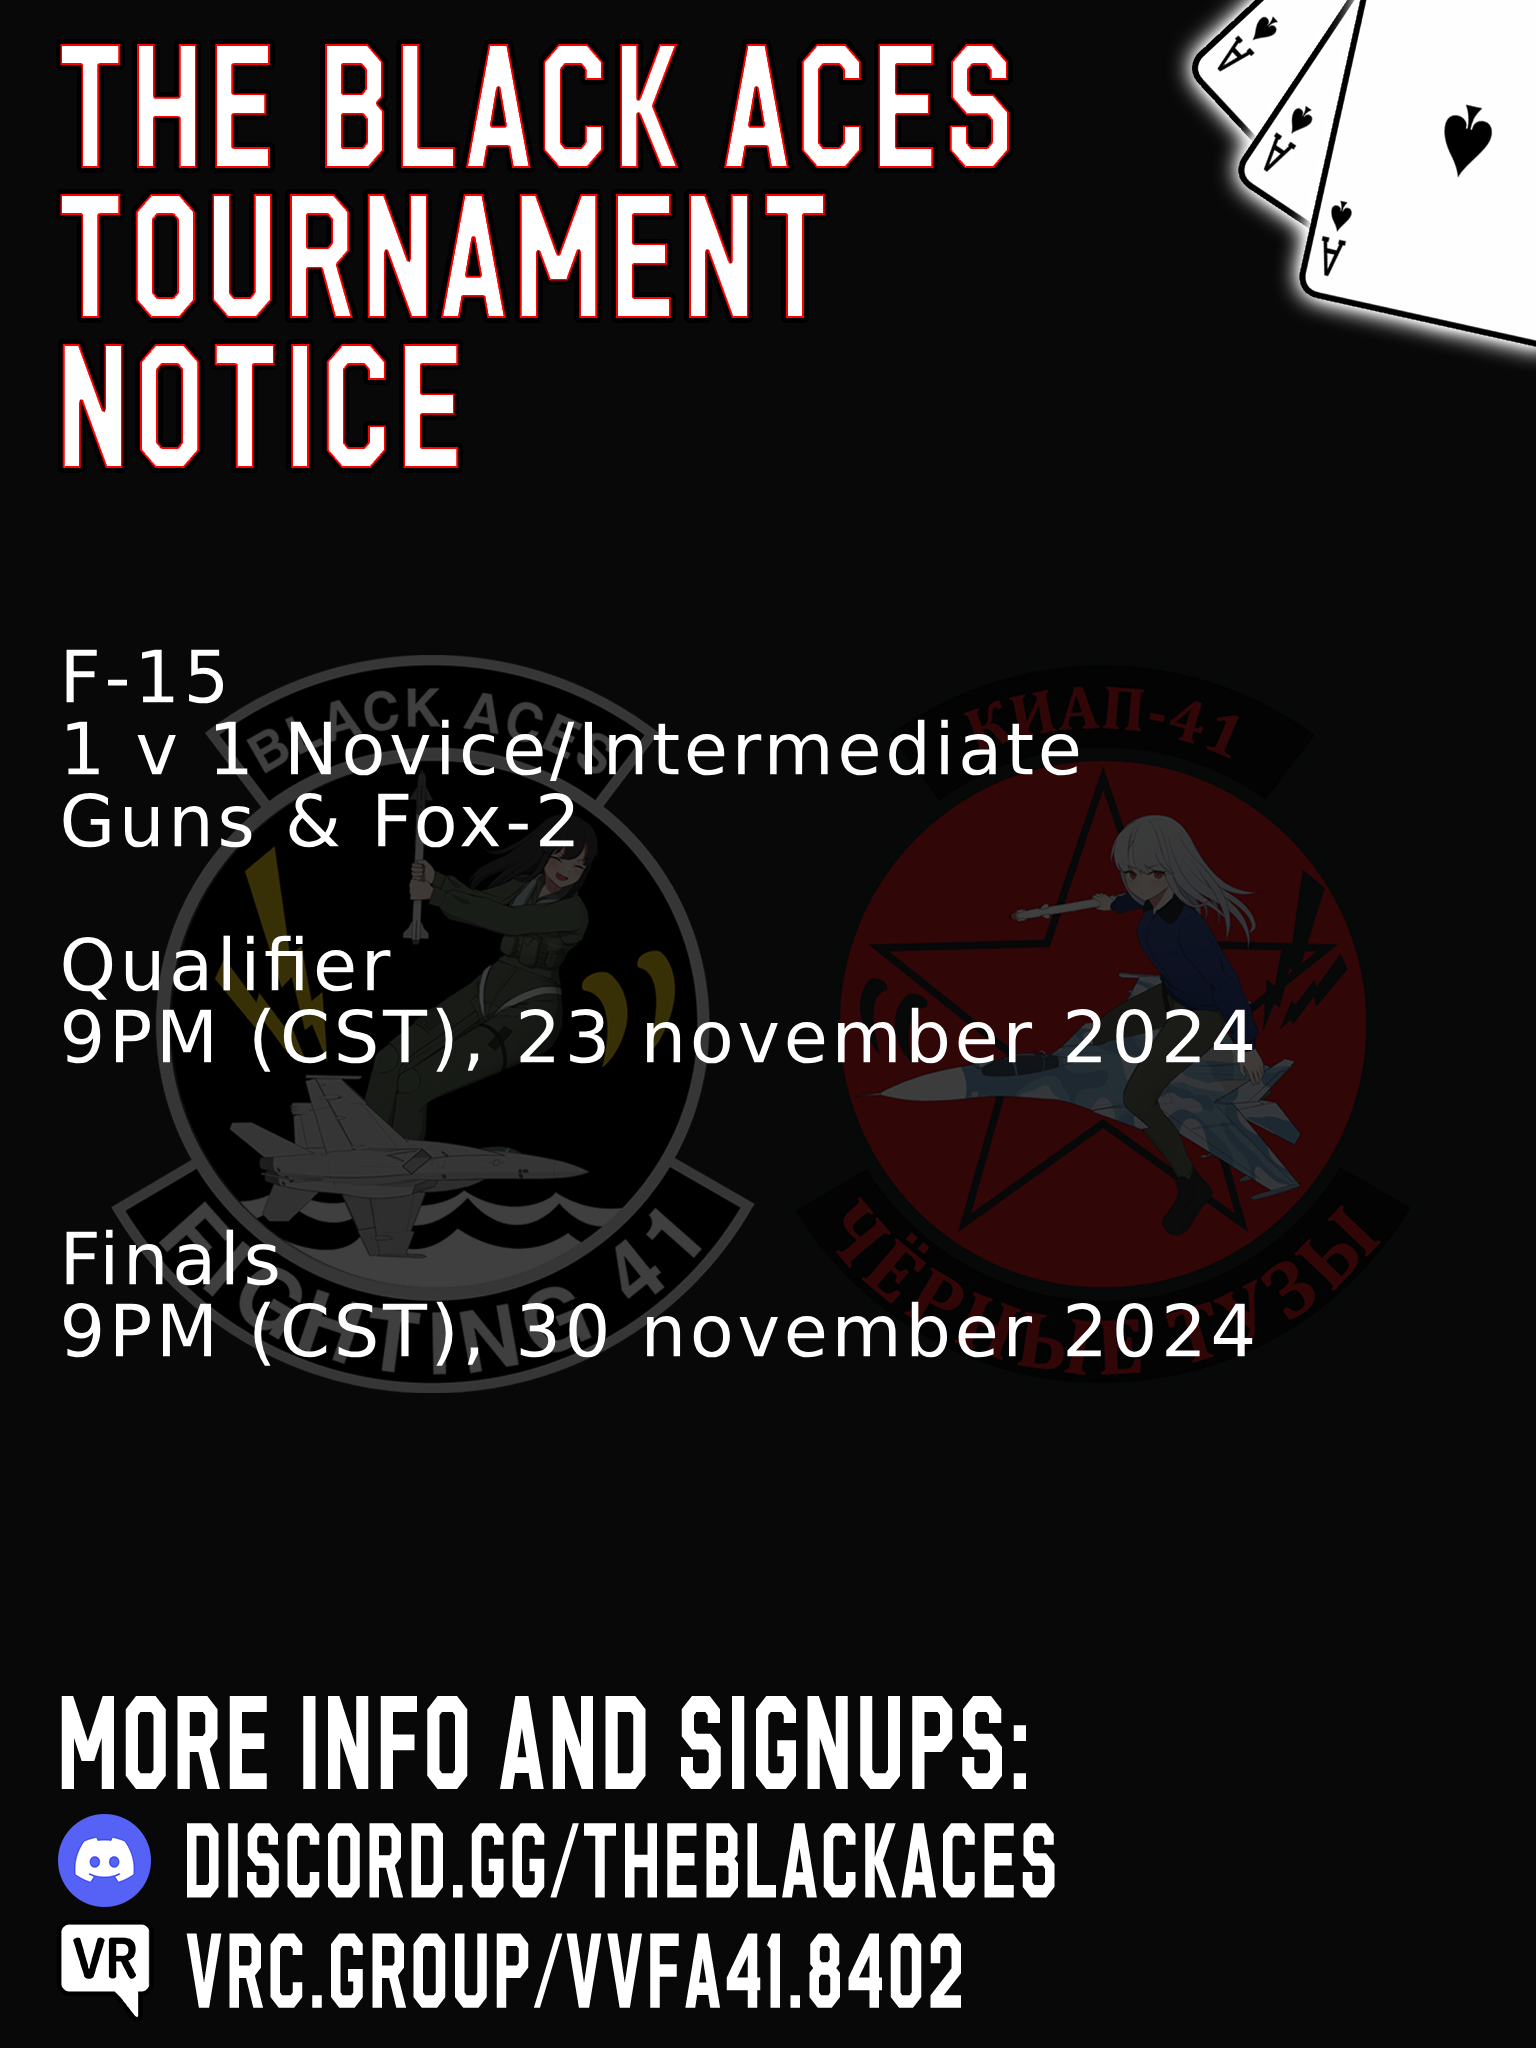 THE BLACK ACES
TOURNAMENT
NOTICE
A
A
A
F-15
1 v 1 Novice/Intermediate
Guns & Fox-2
Qualifier
9PM (CST), 23 november 2024
Finals
9PM (CST), 30 november 2024
BLACK ACES
FIGHTING 41
КИАП-41
ЧЁРНЫЕ ТУЗЫ
MORE INFO AND SIGNUPS:
DISCORD.GG/THEBLACKACES
VR
VRC.GROUP/VVFA41.8402